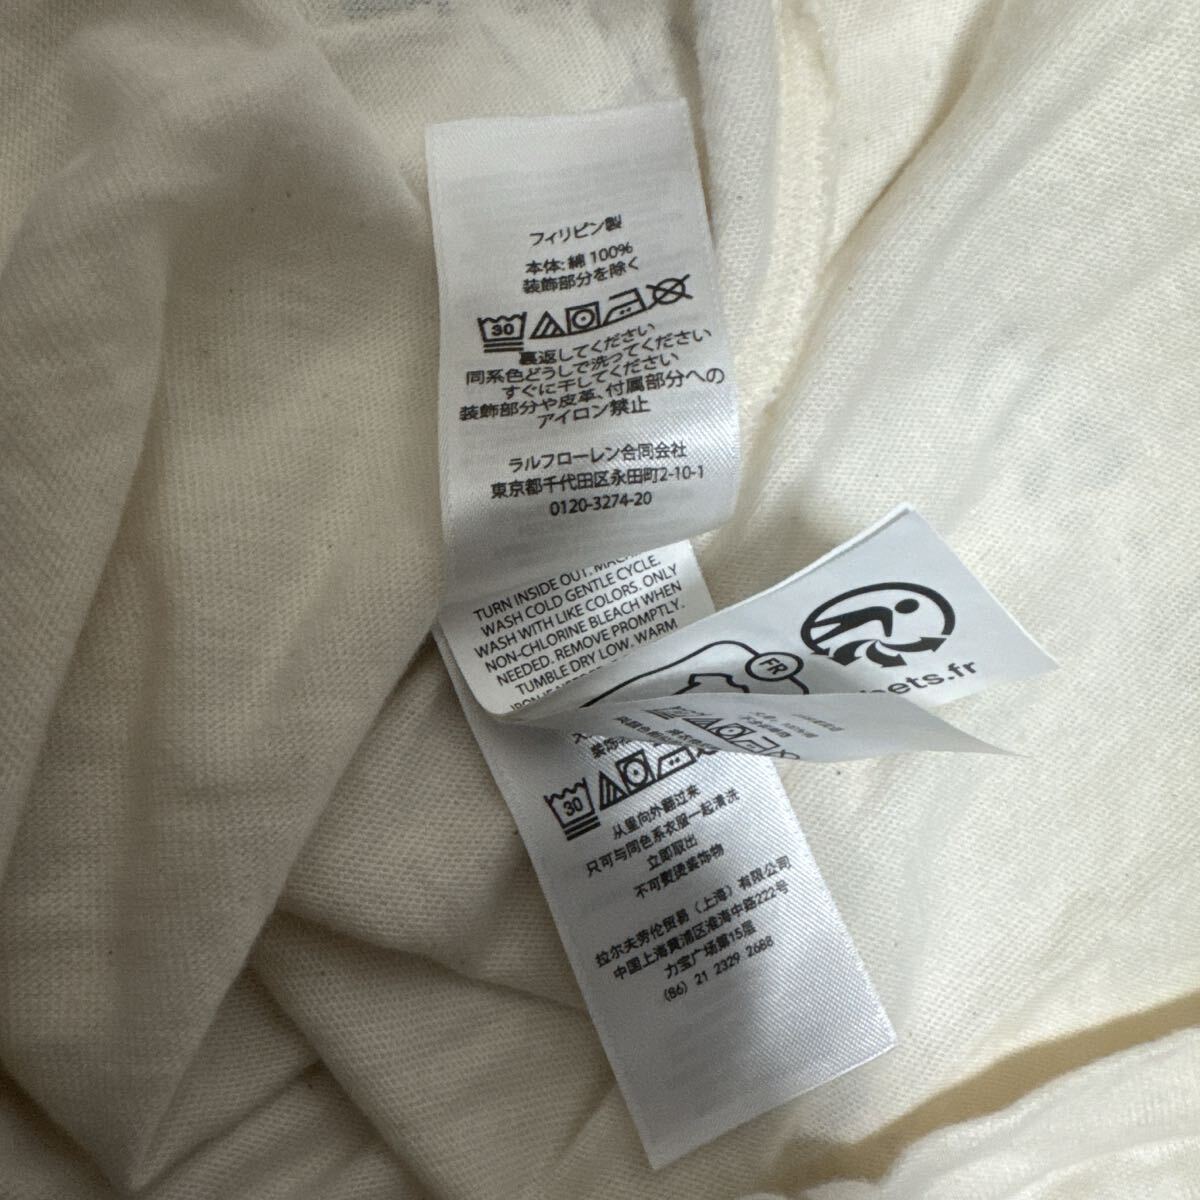 フィリピン製
本体: 綿 100%
装飾部分を除く
30
裏返してください
同系色どうしで洗ってください
すぐに干してください
装飾部分や皮革、付属部分への
アイロン禁止
ラルフローレン合同会社
東京都千代田区永田町2-10-1
0120-3274-20
TURN INSIDE OUT.
WASH COLD GENTLE CYCLE.
WASH WITH LIKE COLORS. ONLY
NON-CHLORINE BLEACH WHEN
NEEDED. REMOVE PROMPTLY.
TUMBLE DRY LOW. WARM
FR
ets.fr
30
从里向外翻过来
只可与同色系衣服一起清洗
立即取出
不可熨烫装饰物
拉尔夫劳伦贸易（上海）有限公司
中国上海黄浦区淮海中路222号
力宝广场第15层
(86) 21 2329 2688